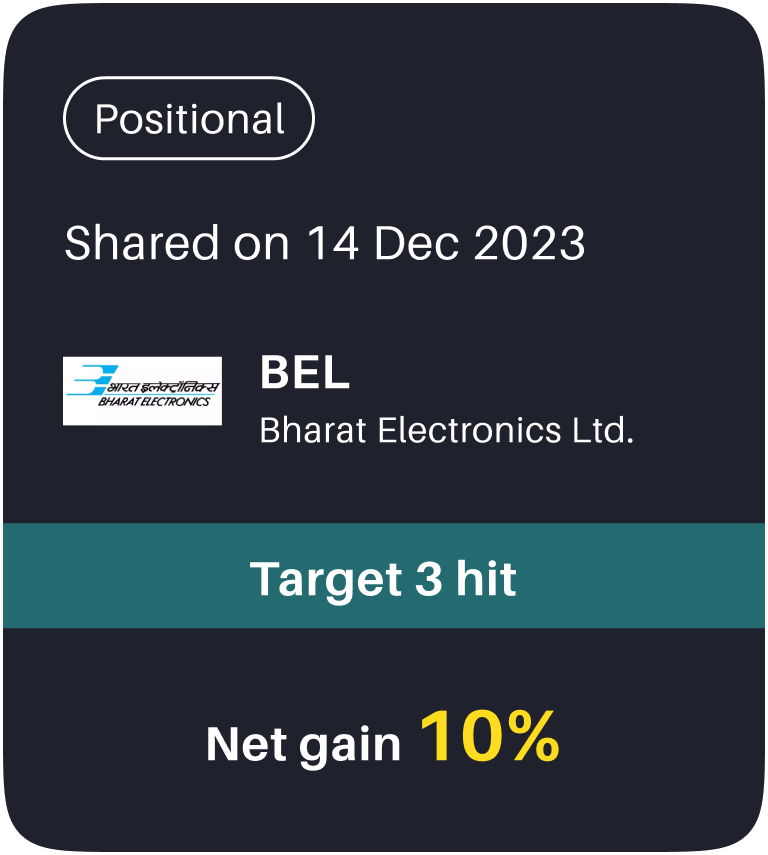 Positional
Shared on 14 Dec 2023
भारत इलेक्ट्रॉनिक्स
BHARAT ELECTRONICS
BEL
Bharat Electronics Ltd.
Target 3 hit
Net gain 10%